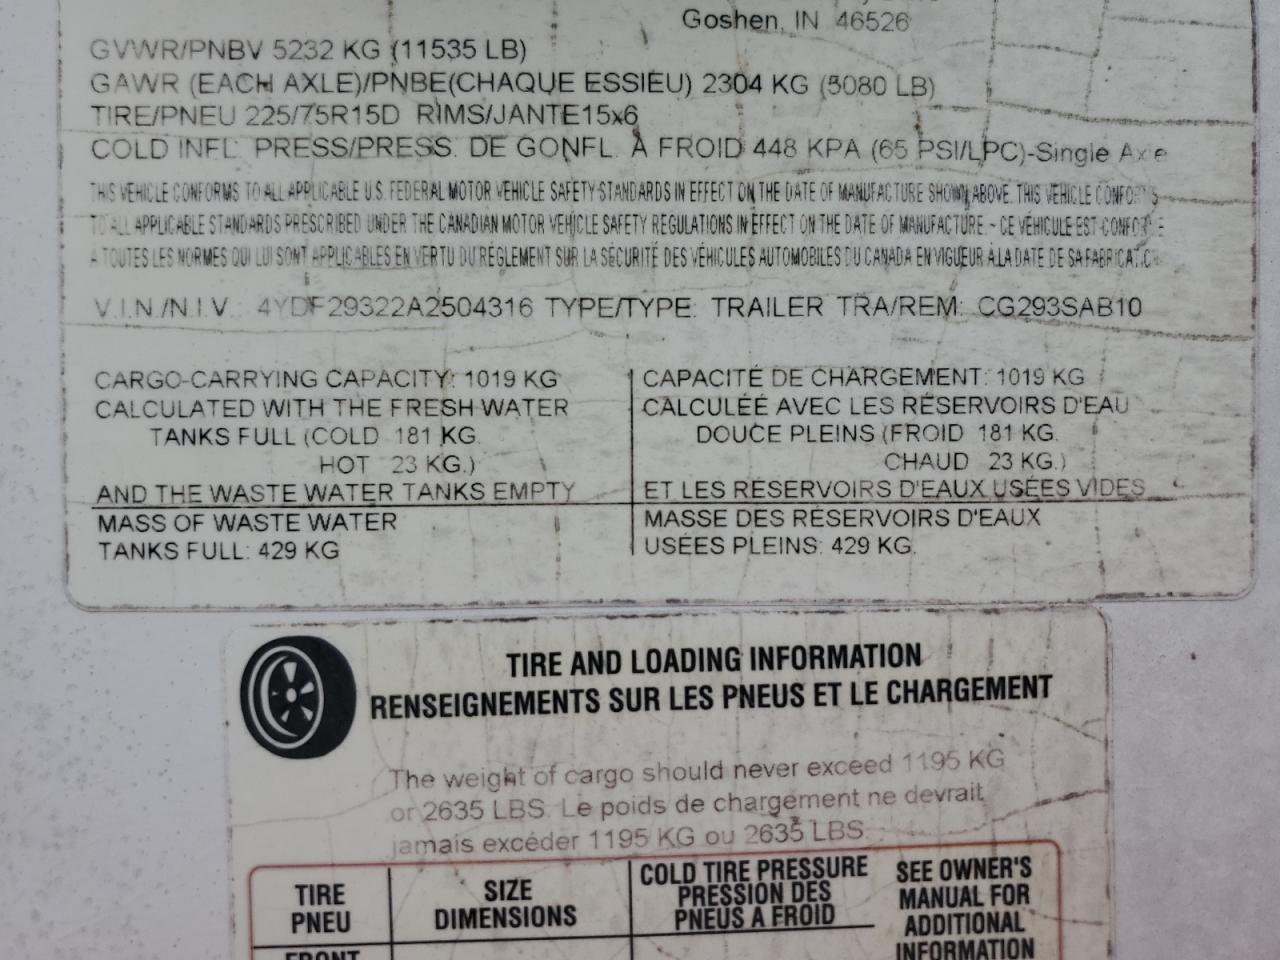 Goshen, IN 46526
GVWR/PNBV 5232 KG (11535 LB)
GAWR (EACH AXLE)/PNBE(CHAQUE ESSIEU) 2304 KG (5080 LB)
TIRE/PNEU 225/75R15D RIMS/JANTE15x6
COLD INFL. PRESS/PRESS. DE GONFL. À FROID 448 KPA (65 PSI/LPC)-Single Axle
THIS VEHICLE CONFORMS TO ALL APPLICABLE U.S. FEDERAL MOTOR VEHICLE SAFETY STANDARDS IN EFFECT ON THE DATE OF MANUFACTURE SHOWN ABOVE. THIS VEHICLE CONFORMS
TO ALL APPLICABLE STANDARDS PRESCRIBED UNDER THE CANADIAN MOTOR VEHICLE SAFETY REGULATIONS IN EFFECT ON THE DATE OF MANUFACTURE. - CE VÉHICULE EST CONFORME
A TOUTES LES NORMES QUI LUI SONT APPLICABLES EN VERTU DU RÉGLEMENT SUR LA SÉCURITÉ DES VÉHICULES AUTOMOBILES DU CANADA EN VIGUEUR À LA DATE DE SA FABRICATION
V.I.N./N.I.V.: 4YDF29322A2504316 TYPE/TYPE: TRAILER TRA/REM: CG293SAB10
CARGO-CARRYING CAPACITY: 1019 KG
CALCULATED WITH THE FRESH WATER
TANKS FULL (COLD 181 KG.
HOT 23 KG.)
AND THE WASTE WATER TANKS EMPTY
MASS OF WASTE WATER
TANKS FULL: 429 KG
CAPACITÉ DE CHARGEMENT: 1019 KG
CALCULÉE AVEC LES RÉSERVOIRS D'EAU
DOUCE PLEINS (FROID 181 KG.
CHAUD 23 KG.)
ET LES RÉSERVOIRS D'EAUX USÉES VIDES
MASSE DES RÉSERVOIRS D'EAUX
USÉES PLEINS: 429 KG.
TIRE AND LOADING INFORMATION
RENSEIGNEMENTS SUR LES PNEUS ET LE CHARGEMENT
The weight of cargo should never exceed 1195 KG
or 2635 LBS. Le poids de chargement ne devrait
jamais excéder 1195 KG ou 2635 LBS.
TIRE
PNEU
SIZE
DIMENSIONS
COLD TIRE PRESSURE
PRESSION DES
PNEUS A FROID
SEE OWNER'S
MANUAL FOR
ADDITIONAL
INFORMATION
FRONT